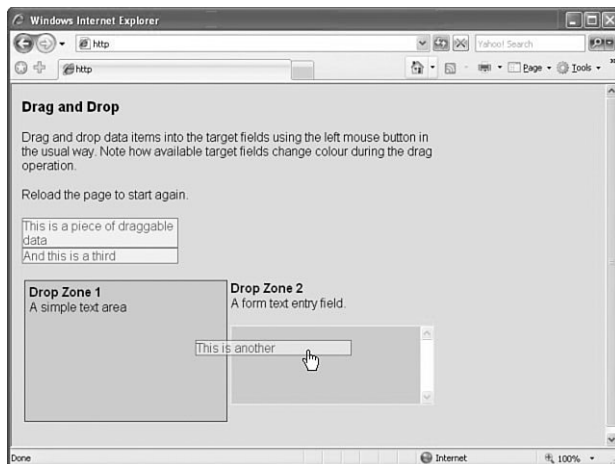 Windows Internet Explorer
http
Yahoo! Search
http
Page
Tools
Drag and Drop
Drag and drop data items into the target fields using the left mouse button in
the usual way. Note how available target fields change colour during the drag
operation.
Reload the page to start again.
This is a piece of draggable
data
And this is a third
Drop Zone 1
A simple text area
Drop Zone 2
A form text entry field.
This is another
Done
Internet
100%